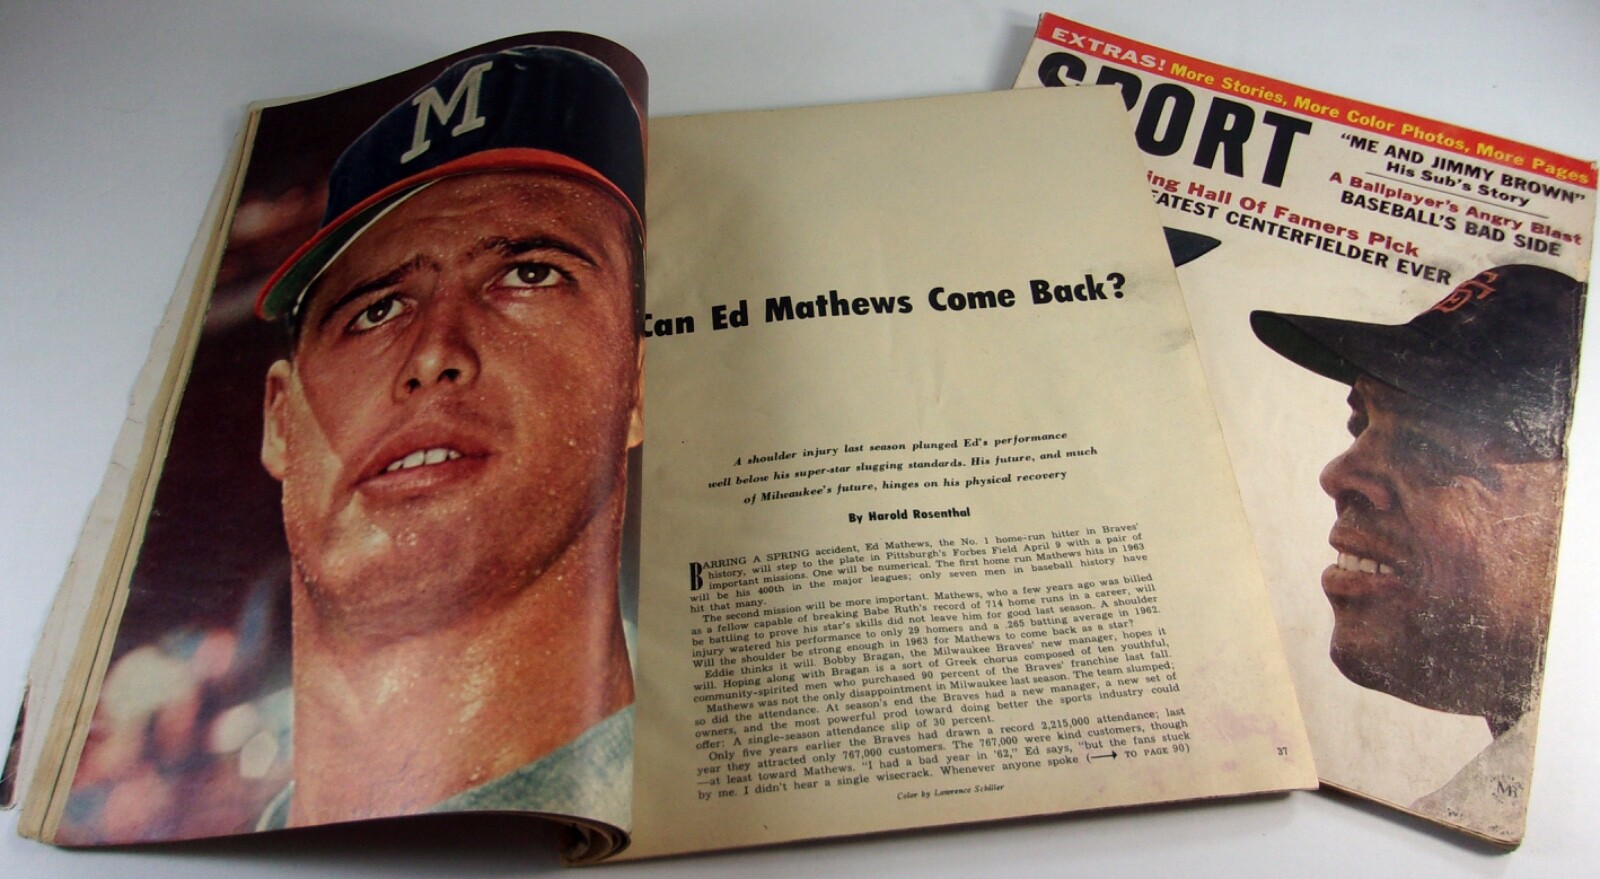 M
Can Ed Mathews Come Back?
A shoulder injury last season plunged Ed's performance
well below his super-star slugging standards. His future, and much
of Milwaukee's future, hinges on his physical recovery
By Harold Rosenthal
BARRING A SPRING accident, Ed Mathews, the No. 1 home-run hitter in Braves'
history, will step to the plate in Pittsburgh's Forbes Field April 9 with a pair of
important missions. One will be numerical. The first home run Mathews hits in 1963
will be his 400th in the major leagues; only seven men in baseball history have
hit that many.
The second mission will be more important. Mathews, who a few years ago was billed
as a fellow capable of breaking Babe Ruth's record of 714 home runs in a career, will
be battling to prove his star's skills did not leave him for good last season. A shoulder
injury watered his performance to only 29 homers and a .265 batting average in 1962.
Will the shoulder be strong enough in 1963 for Mathews to come back as a star?
Eddie thinks it will. Bobby Bragan, the Milwaukee Braves' new manager, hopes it
will. Hoping along with Bragan is a sort of Greek chorus composed of ten youthful,
community-spirited men who purchased 90 percent of the Braves' franchise last fall.
Mathews was not the only disappointment in Milwaukee last season. The team slumped;
so did the attendance. At season's end the Braves had a new manager, a new set of
owners, and the most powerful prod toward doing better the sports industry could
offer: A single-season attendance slip of 30 percent.
Only five years earlier the Braves had drawn a record 2,215,000 attendance; last
year they attracted only 767,000 customers. The 767,000 were kind customers, though
—at least toward Mathews. "I had a bad year in '62," Ed says, "but the fans stuck
by me. I didn't hear a single wisecrack. Whenever anyone spoke (⟶ TO PAGE 90)
Color by Lawrence Schiller
37
EXTRAS! More Stories, More Color Photos, More Pages
SPORT
"ME AND JIMMY BROWN"
His Sub's Story
A Ballplayer's Angry Blast
BASEBALL'S BAD SIDE
ing Hall Of Famers Pick
EATEST CENTERFIELDER EVER
SF